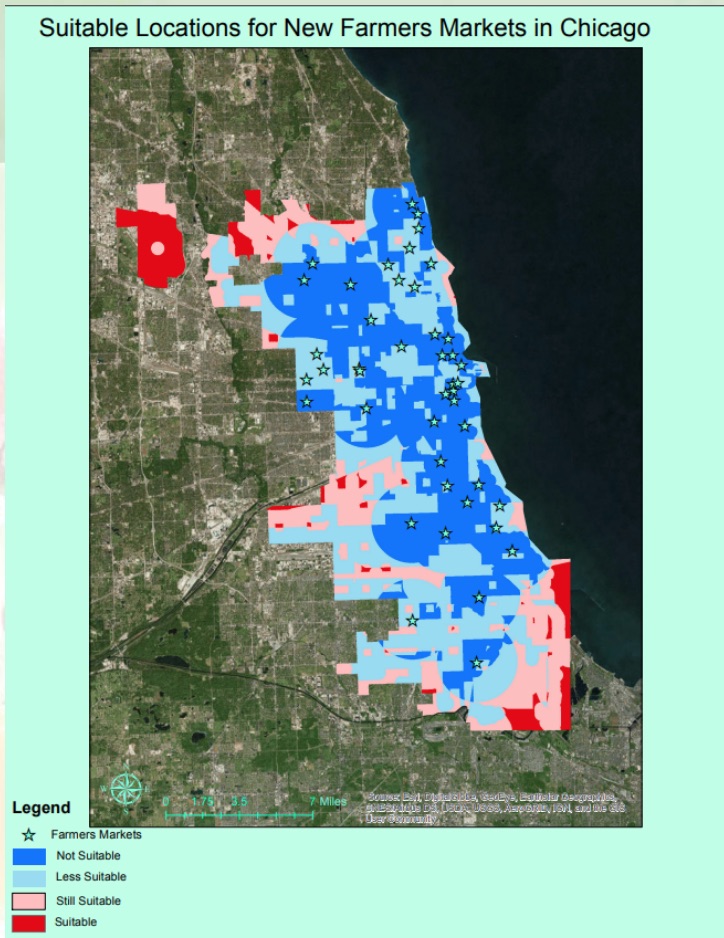 Suitable Locations for New Farmers Markets in Chicago
0 1.75 3.5 7 Miles
Source: Esri, DigitalGlobe, GeoEye, Earthstar Geographics,
CNES/Airbus DS, USDA, USGS, AeroGRID, IGN, and the GIS
User Community
Legend
Farmers Markets
Not Suitable
Less Suitable
Still Suitable
Suitable